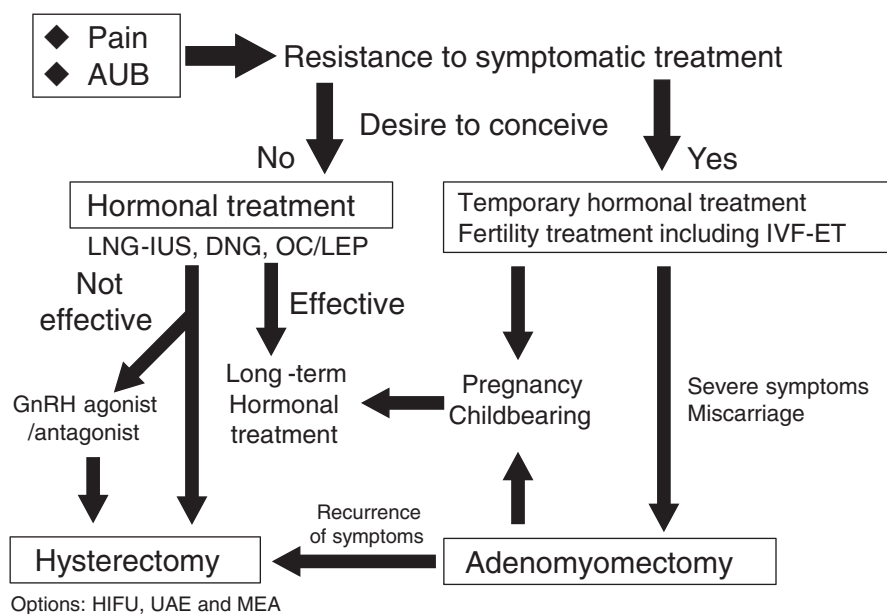 ◆ Pain
◆ AUB
Resistance to symptomatic treatment
Desire to conceive
No
Yes
Hormonal treatment
LNG-IUS, DNG, OC/LEP
Temporary hormonal treatment
Fertility treatment including IVF-ET
Not
effective
Effective
GnRH agonist
/antagonist
Long -term
Hormonal
treatment
Pregnancy
Childbearing
Severe symptoms
Miscarriage
Recurrence
of symptoms
Hysterectomy
Adenomyomectomy
Options: HIFU, UAE and MEA